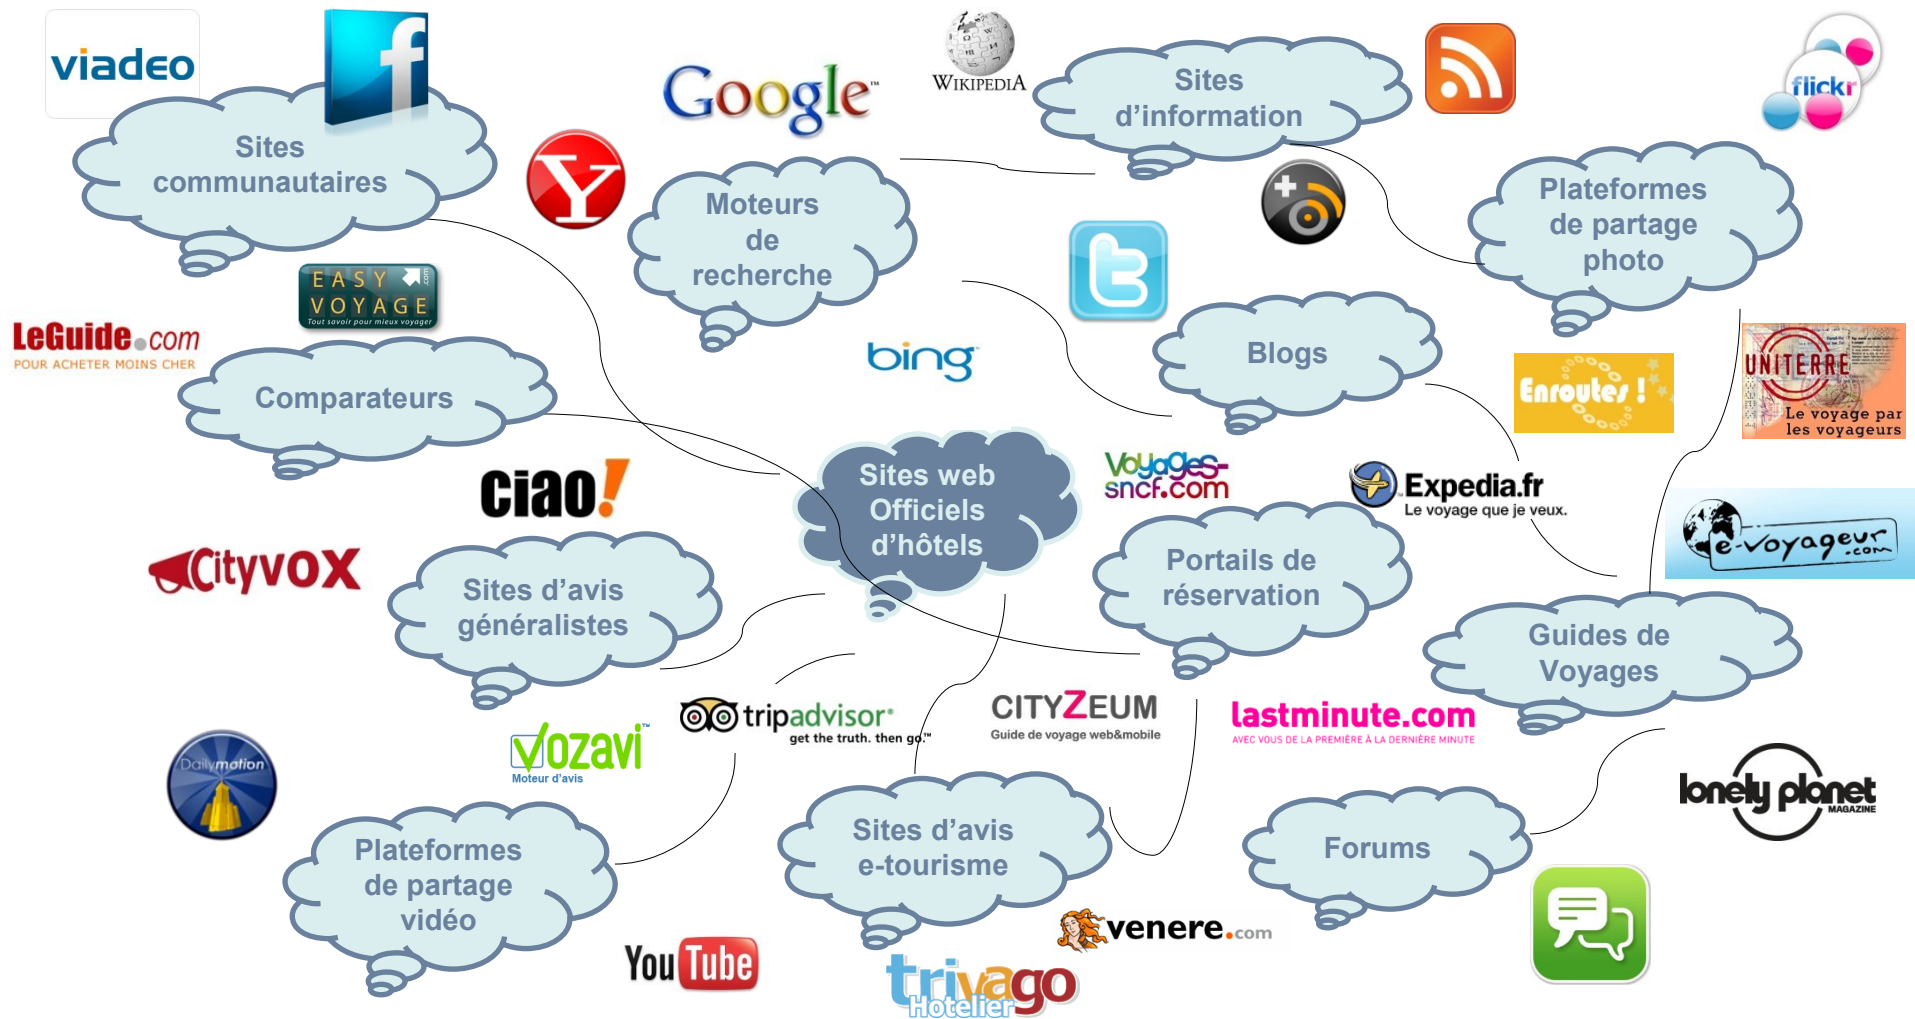 viadeo
f
Google™
WIKIPEDIA
Sites
d’information
flickr
Sites
communautaires
Y
Moteurs
de
recherche
Plateformes
de partage
photo
t
EASY
VOYAGE
.com
Tout savoir pour mieux voyager
LeGuide.com
POUR ACHETER MOINS CHER
bing
Blogs
Enroutes !
UNITERRE
Le voyage par
les voyageurs
Comparateurs
ciao!
Sites web
Officiels
d’hôtels
Voyages-
sncf.com
Expedia.fr
Le voyage que je veux.
e-voyageur
.com
Cityvox
Sites d’avis
généralistes
Portails de
réservation
Guides de
Voyages
Vozavi™
Moteur d’avis
tripadvisor®
get the truth. then go.™
CITYZEUM
Guide de voyage web&mobile
lastminute.com
AVEC VOUS DE LA PREMIÈRE À LA DERNIÈRE MINUTE
Dailymotion
lonely planet
MAGAZINE
Plateformes
de partage
vidéo
Sites d’avis
e-tourisme
Forums
YouTube
venere.com
trivago
Hotelier